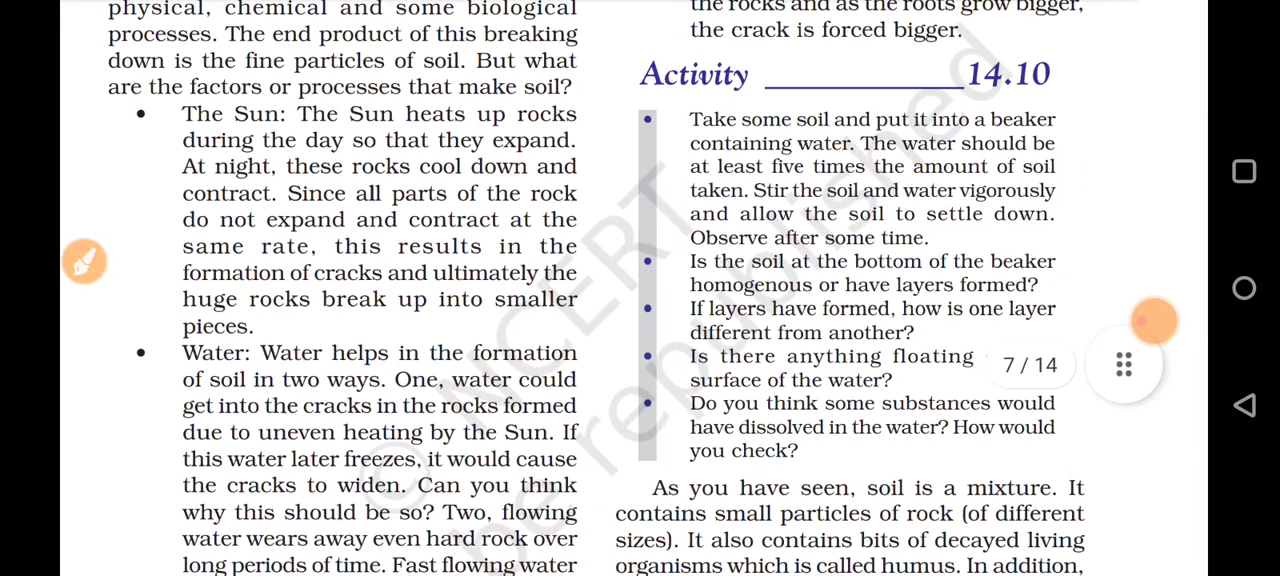 physical, chemical and some biological
processes. The end product of this breaking
down is the fine particles of soil. But what
are the factors or processes that make soil?
• The Sun: The Sun heats up rocks
during the day so that they expand.
At night, these rocks cool down and
contract. Since all parts of the rock
do not expand and contract at the
same rate, this results in the
formation of cracks and ultimately the
huge rocks break up into smaller
pieces.
• Water: Water helps in the formation
of soil in two ways. One, water could
get into the cracks in the rocks formed
due to uneven heating by the Sun. If
this water later freezes, it would cause
the cracks to widen. Can you think
why this should be so? Two, flowing
water wears away even hard rock over
long periods of time. Fast flowing water
the rocks and as the roots grow bigger,
the crack is forced bigger.
Activity 14.10
• Take some soil and put it into a beaker
containing water. The water should be
at least five times the amount of soil
taken. Stir the soil and water vigorously
and allow the soil to settle down.
Observe after some time.
• Is the soil at the bottom of the beaker
homogenous or have layers formed?
• If layers have formed, how is one layer
different from another?
• Is there anything floating
surface of the water?
• Do you think some substances would
have dissolved in the water? How would
you check?
As you have seen, soil is a mixture. It
contains small particles of rock (of different
sizes). It also contains bits of decayed living
organisms which is called humus. In addition,
7 / 14
© NCERT
be republished